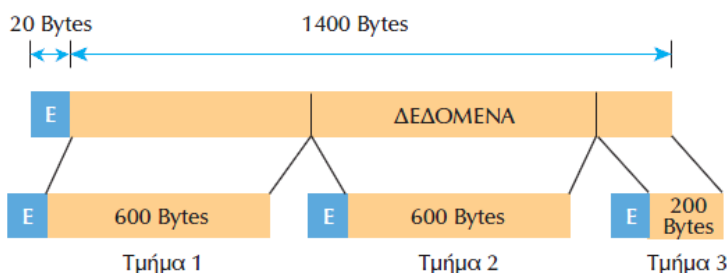 20 Bytes 1400 Bytes
Ε ΔΕΔΟΜΕΝΑ
Ε 600 Bytes Ε 600 Bytes Ε 200
Bytes
Τμήμα 1 Τμήμα 2 Τμήμα 3